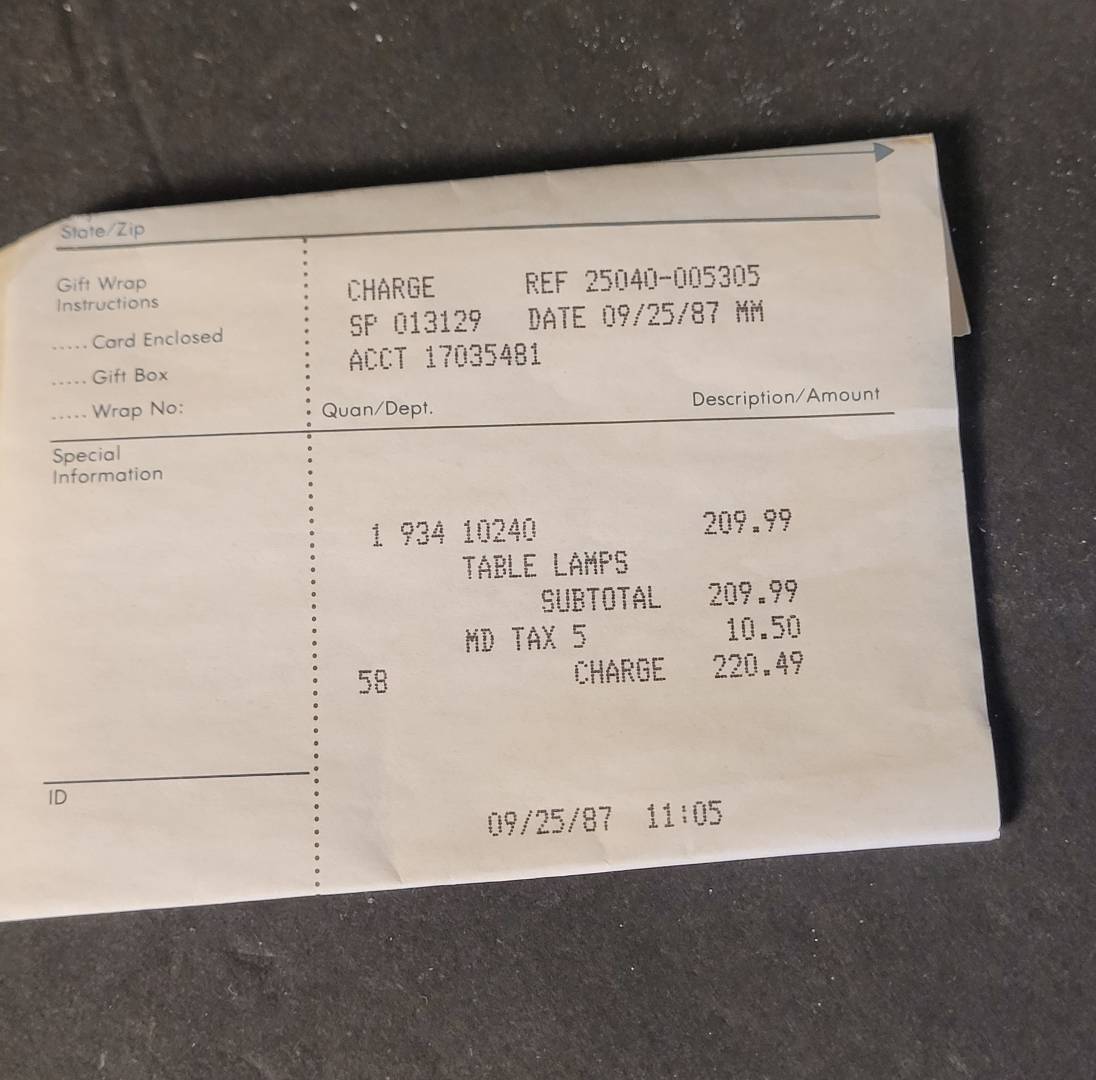 State/Zip
Gift Wrap
Instructions
..... Card Enclosed
..... Gift Box
..... Wrap No:
CHARGE REF 25040-005305
SP 013129 DATE 09/25/87 MM
ACCT 17035481
Quan/Dept. Description/Amount
Special
Information
1 934 10240 209.99
TABLE LAMPS
SUBTOTAL 209.99
MD TAX 5 10.50
58 CHARGE 220.49
ID
09/25/87 11:05